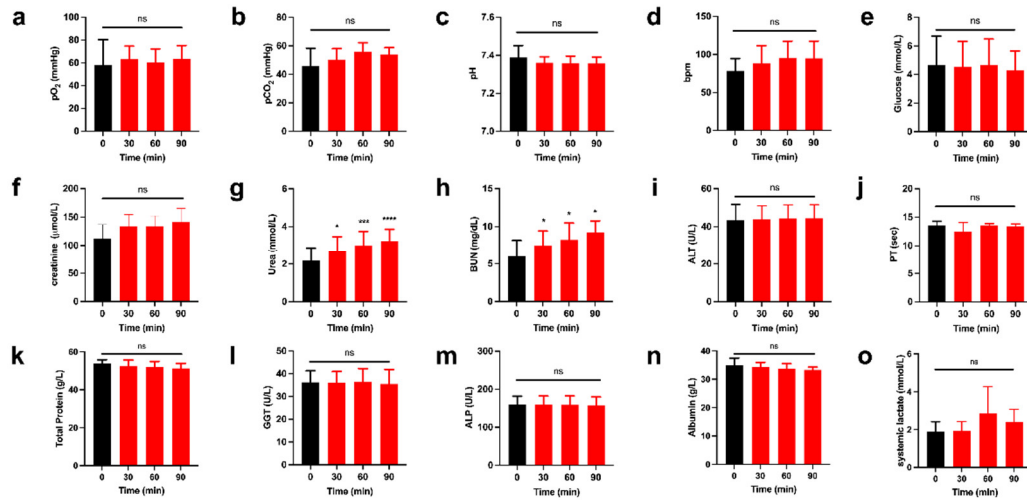 a
ns
pO2 (mmHg)
80
60
40
20
0
0 30 60 90
Time (min)
b
ns
pCO2 (mmHg)
80
60
40
20
0
0 30 60 90
Time (min)
c
ns
pH
7.6
7.4
7.2
7.0
0 30 60 90
Time (min)
d
ns
bpm
150
100
50
0
0 30 60 90
Time (min)
e
ns
Glucose (mmol/L)
8
6
4
2
0
0 30 60 90
Time (min)
f
ns
creatinine (μmol/L)
200
150
100
50
0
0 30 60 90
Time (min)
g
* *** ****
Urea (mmol/L)
6
4
2
0
0 30 60 90
Time (min)
h
* * *
BUN (mg/dL)
15
10
5
0
0 30 60 90
Time (min)
i
ns
ALT (U/L)
60
40
20
0
0 30 60 90
Time (min)
j
ns
PT (sec)
20
15
10
5
0
0 30 60 90
Time (min)
k
ns
Total Protein (g/L)
60
40
20
0
0 30 60 90
Time (min)
l
ns
GGT (U/L)
50
40
30
20
10
0
0 30 60 90
Time (min)
m
ns
ALP (U/L)
300
200
100
0
0 30 60 90
Time (min)
n
ns
Albumin (g/L)
40
30
20
10
0
0 30 60 90
Time (min)
o
ns
systemic lactate (mmol/L)
6
4
2
0
0 30 60 90
Time (min)